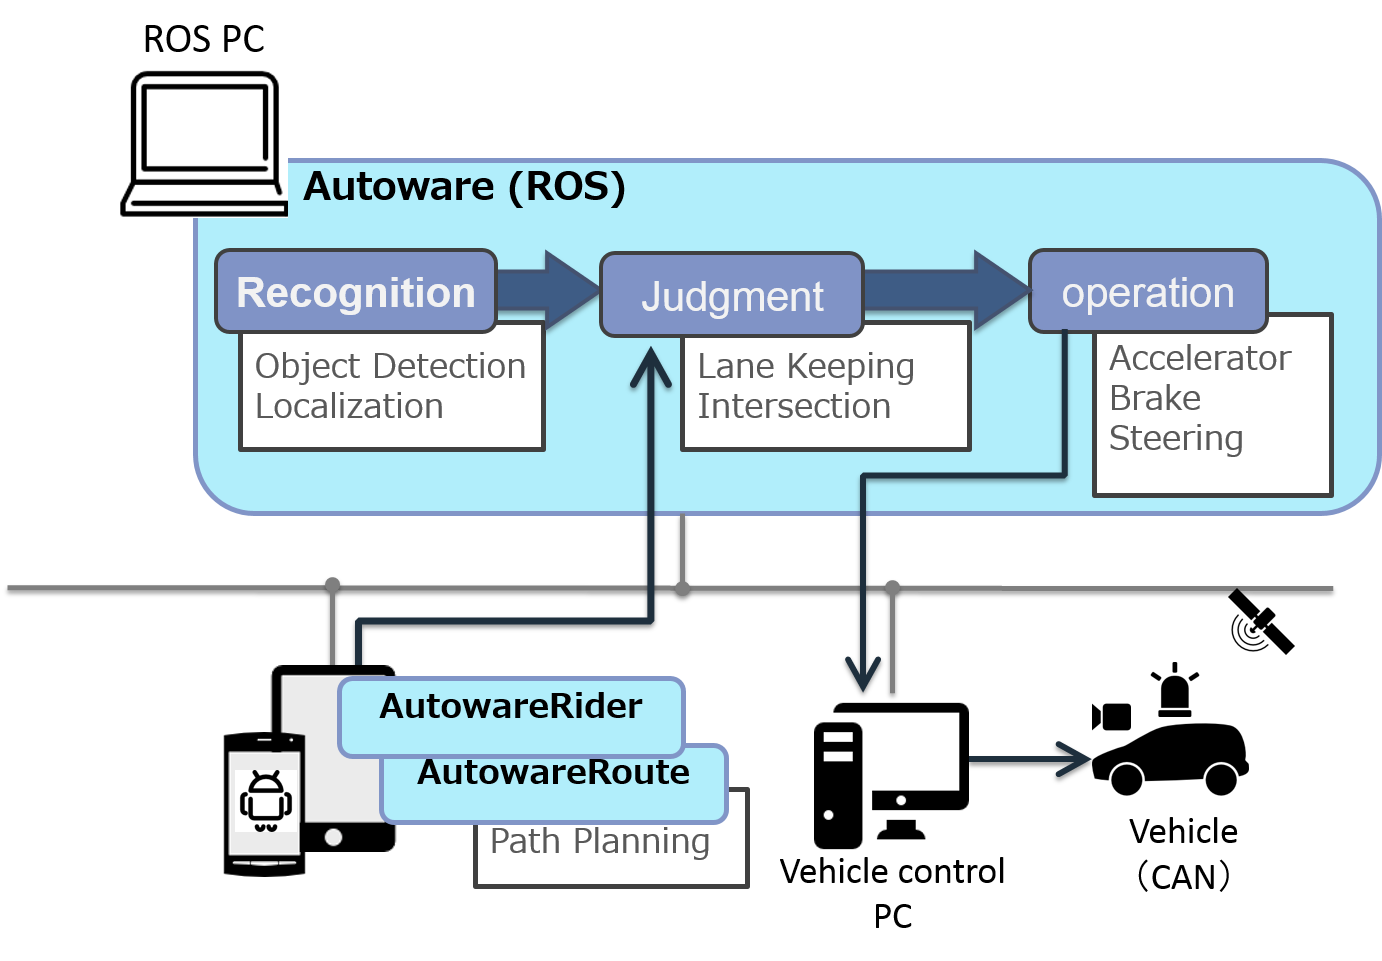 ROS PC
Autoware (ROS)
Recognition
Judgment
operation
Object Detection
Localization
Lane Keeping
Intersection
Accelerator
Brake
Steering
AutowareRider
AutowareRoute
Path Planning
Vehicle control
PC
Vehicle
（CAN）